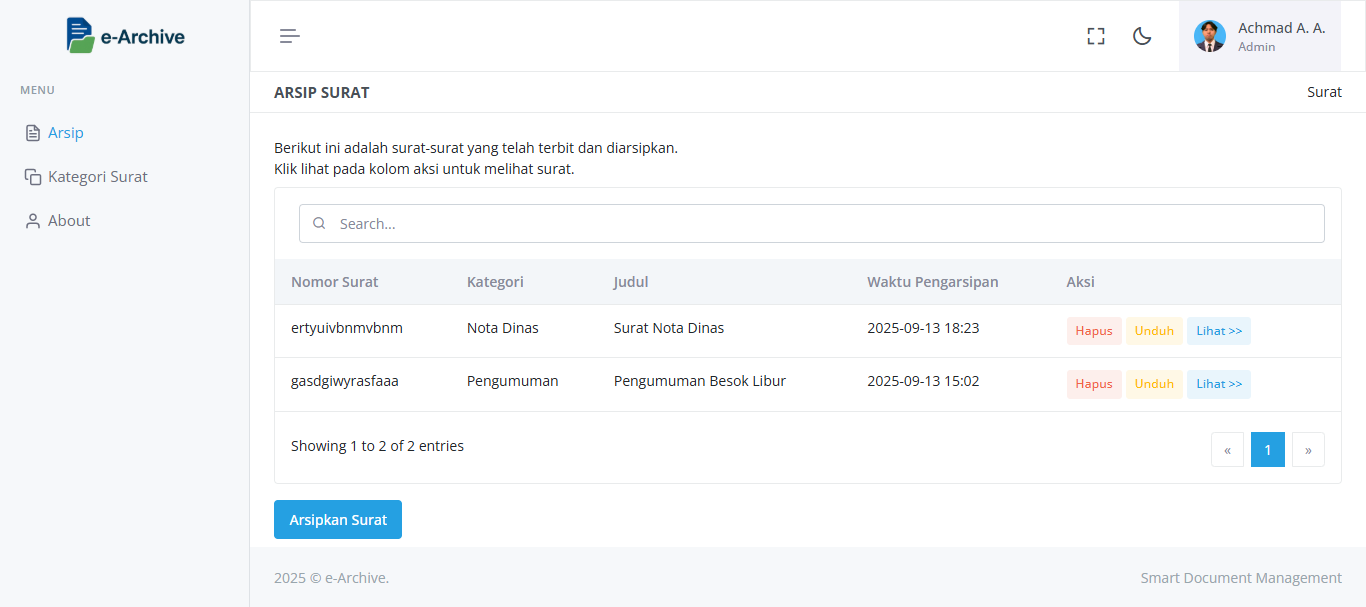 e-Archive
MENU
Arsip
Kategori Surat
About
Achmad A. A.
Admin
ARSIP SURAT
Surat
Berikut ini adalah surat-surat yang telah terbit dan diarsipkan.
Klik lihat pada kolom aksi untuk melihat surat.
Search...
Nomor Surat Kategori Judul Waktu Pengarsipan Aksi
ertyuivbnmvbnm Nota Dinas Surat Nota Dinas 2025-09-13 18:23 Hapus Unduh Lihat >>
gasdgiwyrasfaaa Pengumuman Pengumuman Besok Libur 2025-09-13 15:02 Hapus Unduh Lihat >>
Showing 1 to 2 of 2 entries
« 1 »
Arsipkan Surat
2025 © e-Archive.
Smart Document Management